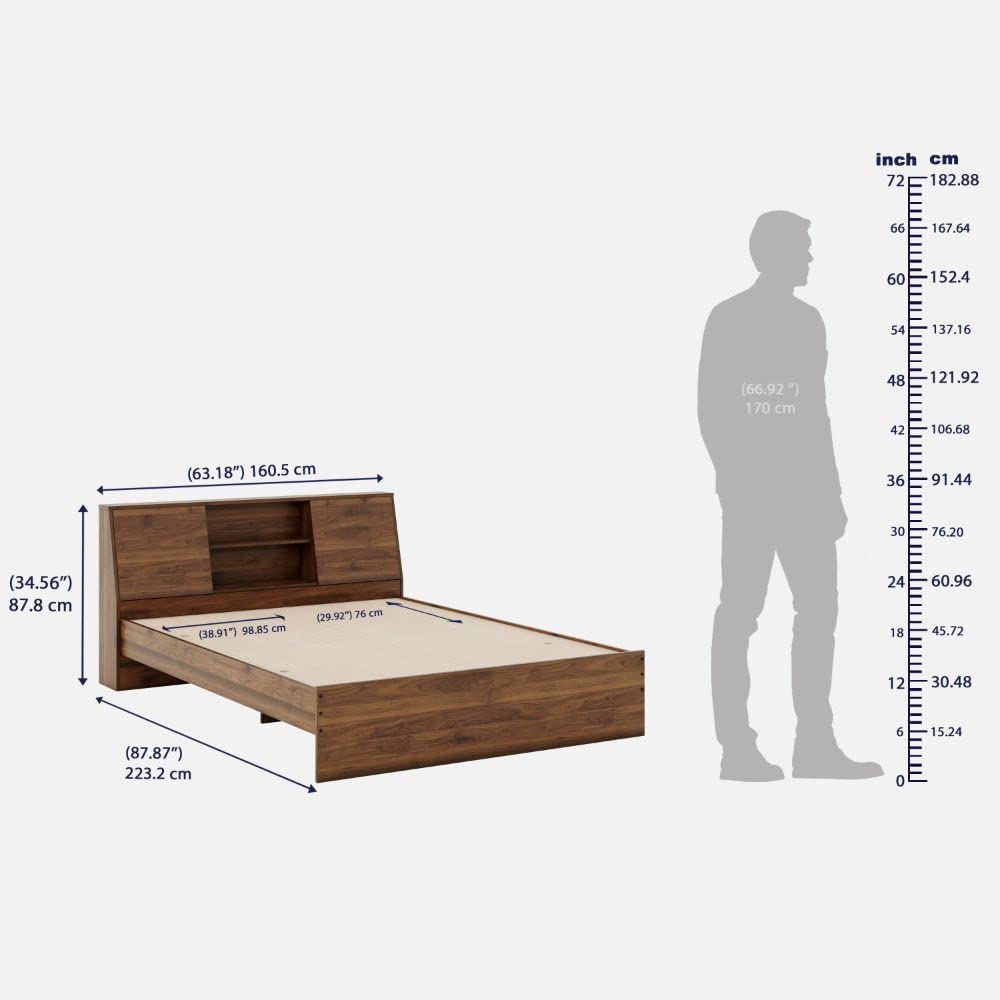 inch cm
72 182.88
66 167.64
60 152.4
54 137.16
48 121.92
42 106.68
36 91.44
30 76.20
24 60.96
18 45.72
12 30.48
6 15.24
0
(66.92 ")
170 cm
(63.18”) 160.5 cm
(34.56”)
87.8 cm
(38.91”) 98.85 cm
(29.92”) 76 cm
(87.87”)
223.2 cm